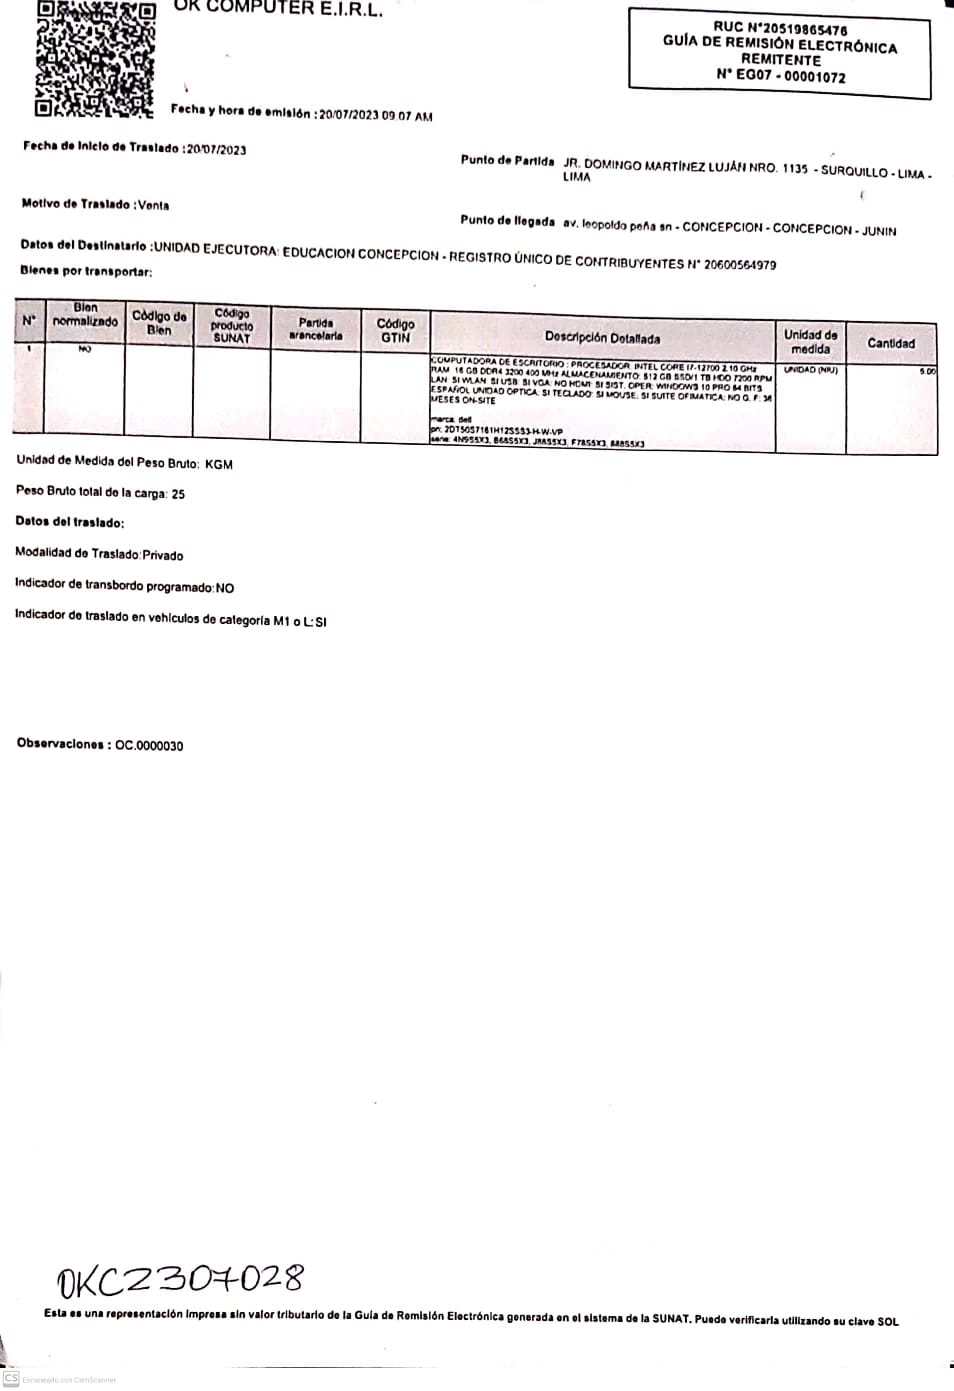 OK COMPUTER E.I.R.L.
RUC N°20519865476
GUÍA DE REMISIÓN ELECTRÓNICA
REMITENTE
N° EG07 - 00001072
Fecha y hora de emisión :20/07/2023 09:07 AM
Fecha de Inicio de Traslado :20/07/2023
Punto de Partida JR. DOMINGO MARTÍNEZ LUJÁN NRO. 1135 - SURQUILLO - LIMA -
LIMA
Motivo de Traslado :Venta
Punto de llegada av. leopoldo peña sn - CONCEPCION - CONCEPCION - JUNIN
Datos del Destinatario :UNIDAD EJECUTORA: EDUCACION CONCEPCION - REGISTRO ÚNICO DE CONTRIBUYENTES N° 20600564979
Bienes por transportar:
N° Bien normalizado Código de Bien Código producto SUNAT Partida arancelaria Código GTIN Descripción Detallada Unidad de medida Cantidad
1 NO COMPUTADORA DE ESCRITORIO : PROCESADOR: INTEL CORE I7-12700 2.10 GHz UNIDAD (NIU) 5.00
RAM: 16 GB DDR4 3200 400 MHz ALMACENAMIENTO: 512 GB SSD/1 TB HDD 7200 RPM
LAN: SI WLAN: SI USB: SI VGA: NO HDMI: SI SIST. OPER: WINDOWS 10 PRO 64 BITS
ESPAÑOL UNIDAD OPTICA: SI TECLADO: SI MOUSE: SI SUITE OFIMATICA: NO G. F: 36
MESES ON-SITE
marca: dell
pn:
serie:
Unidad de Medida del Peso Bruto: KGM
Peso Bruto total de la carga: 25
Datos del traslado:
Modalidad de Traslado:Privado
Indicador de transbordo programado:NO
Indicador de traslado en vehículos de categoría M1 o L:SI
Observaciones : OC.0000030
OKC2307028
Esta es una representación impresa sin valor tributario de la Guía de Remisión Electrónica generada en el sistema de la SUNAT. Puede verificarla utilizando su clave SOL
CS Escaneado con CamScanner